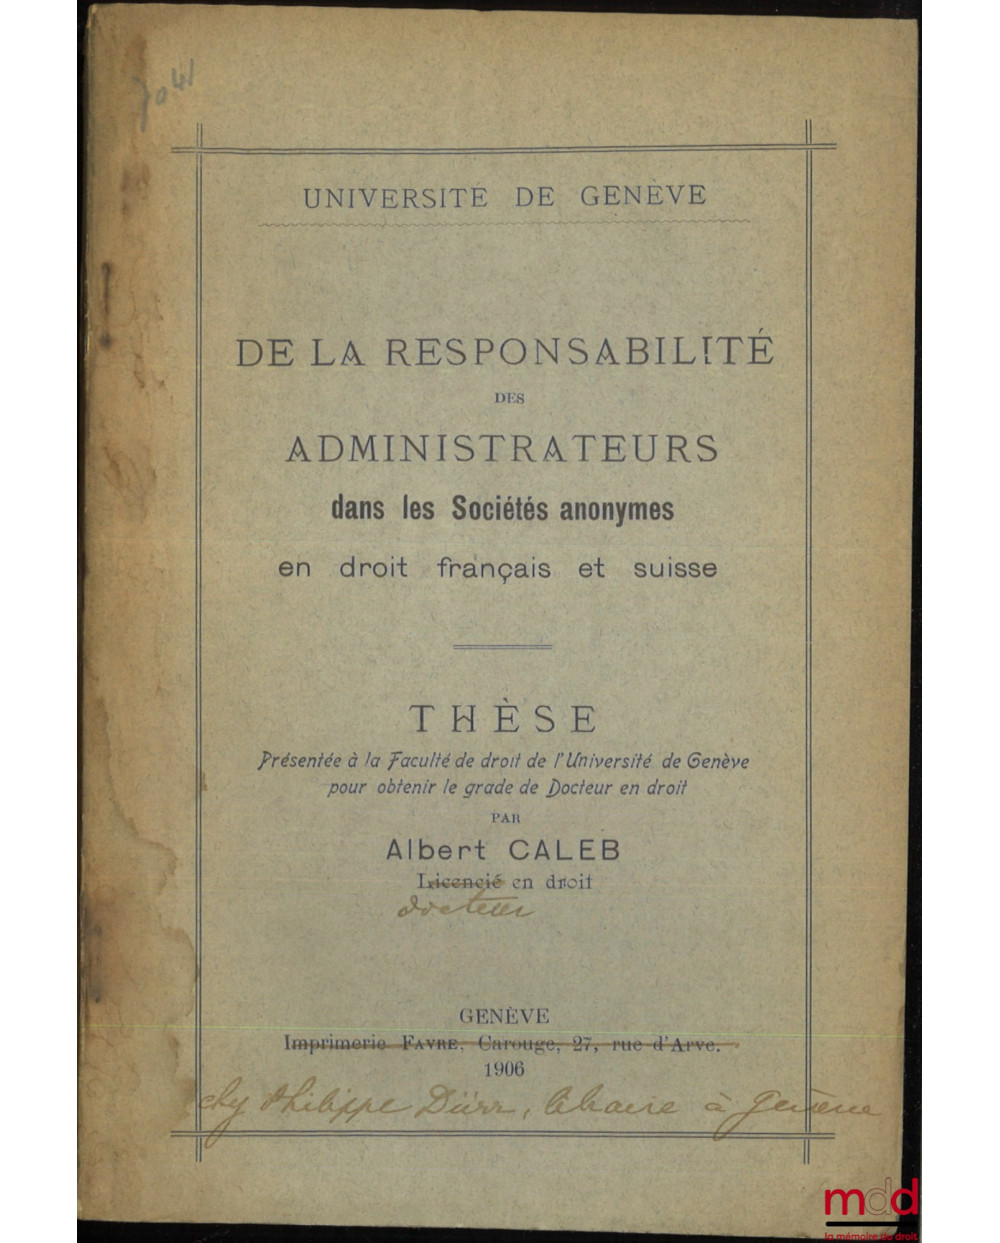 UNIVERSITÉ DE GENÈVE
DE LA RESPONSABILITÉ
DES
ADMINISTRATEURS
dans les Sociétés anonymes
en droit français et suisse
THÈSE
Présentée à la Faculté de droit de l'Université de Genève
pour obtenir le grade de Docteur en droit
PAR
Albert CALEB
Licencié en droit
docteur
GENÈVE
Imprimerie FAVRE, Carouge, 27, rue d'Arve.
1906
chz Philippe Dürr, libraire à Genève
mdd
la mémoire du droit